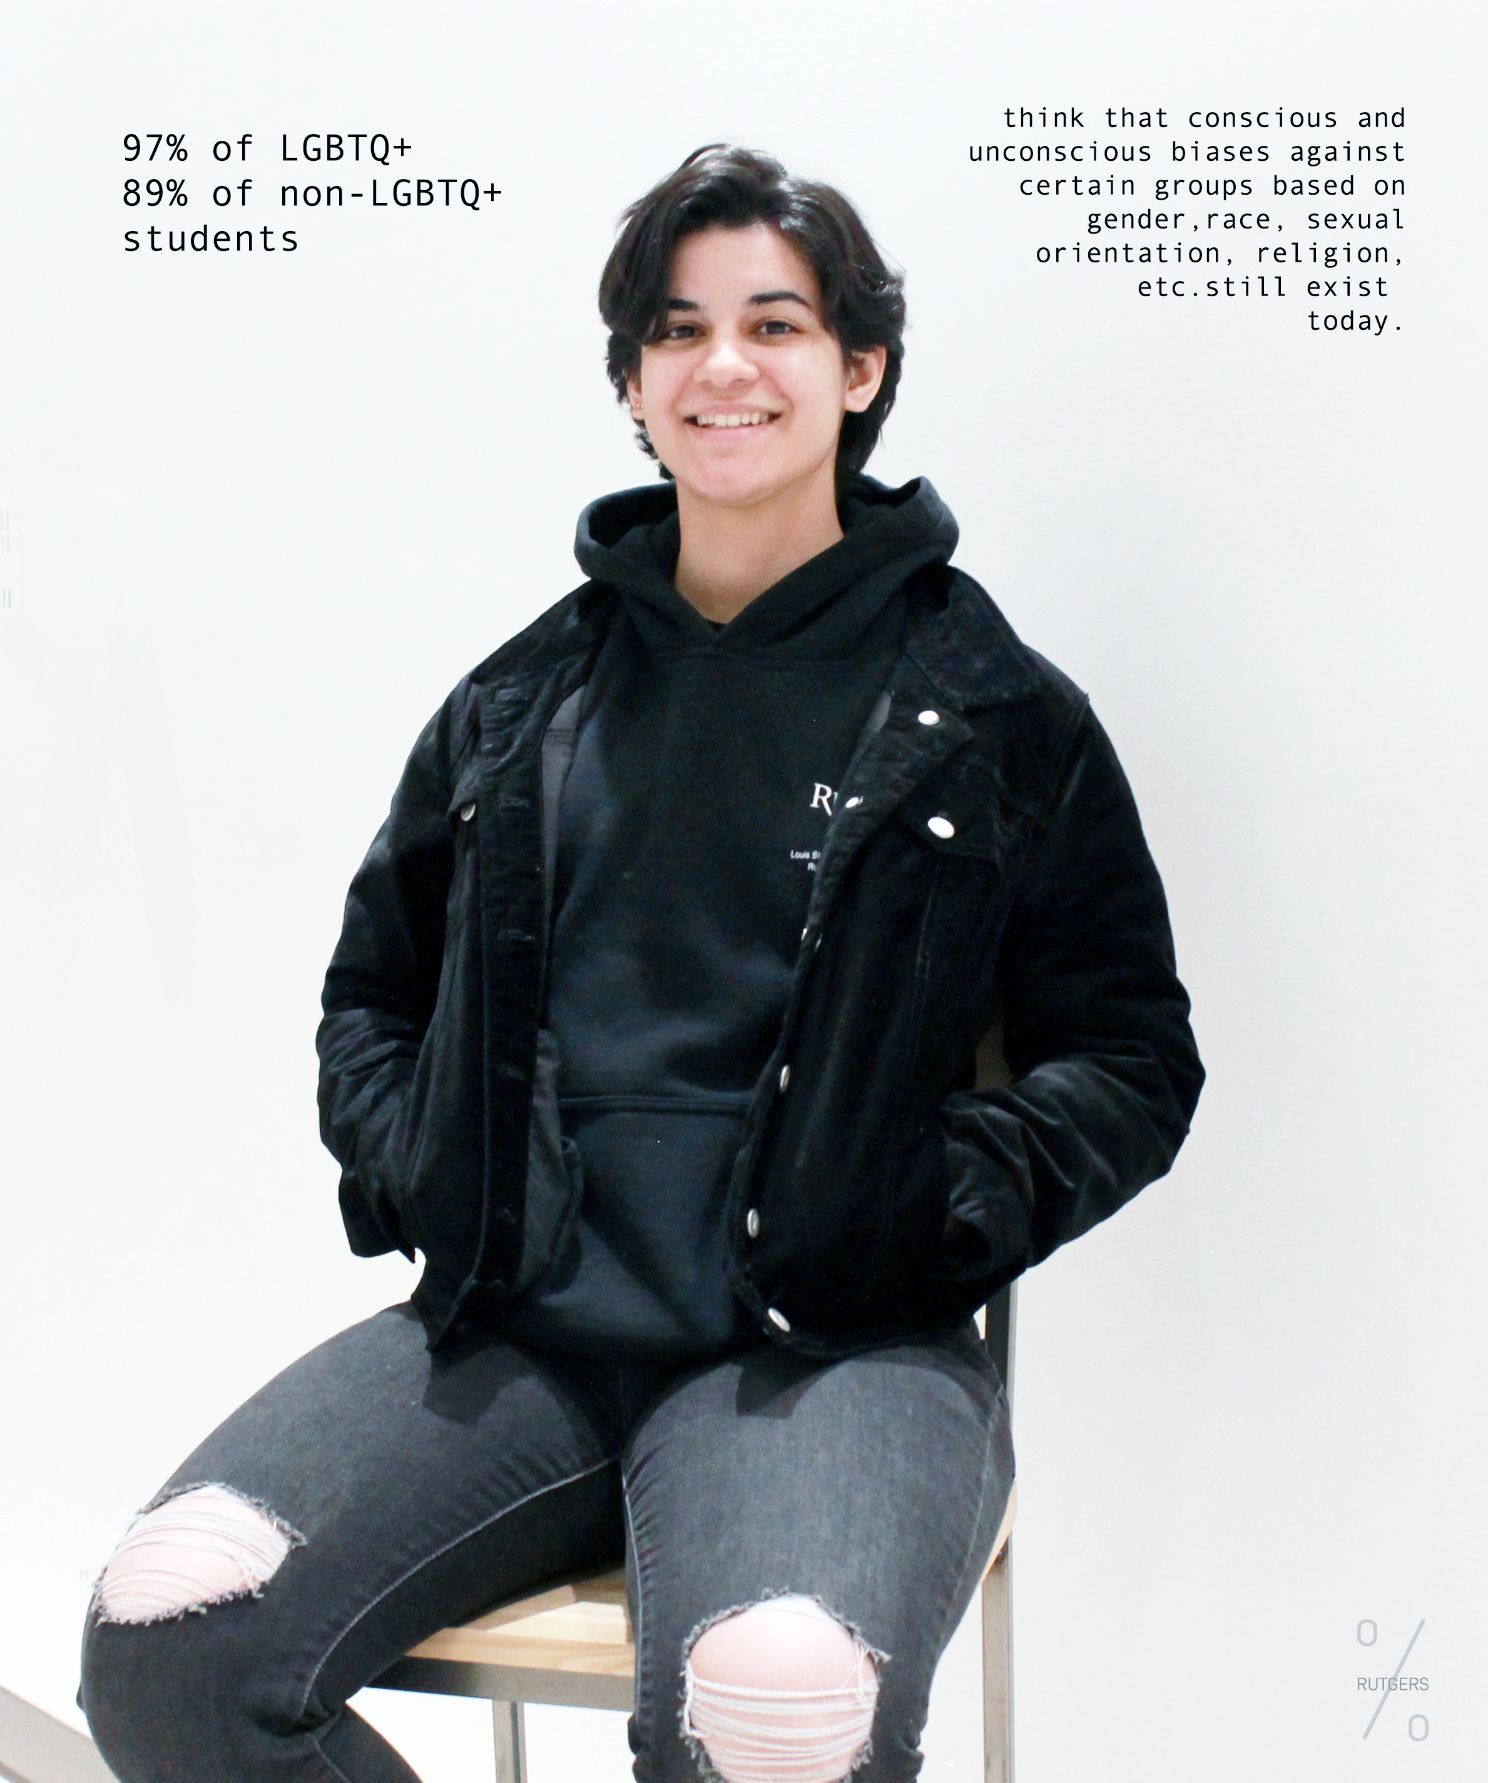 97% of LGBTQ+
89% of non-LGBTQ+
students
think that conscious and
unconscious biases against
certain groups based on
gender,race, sexual
orientation, religion,
etc.still exist
today.
Louis
%
RUTGERS